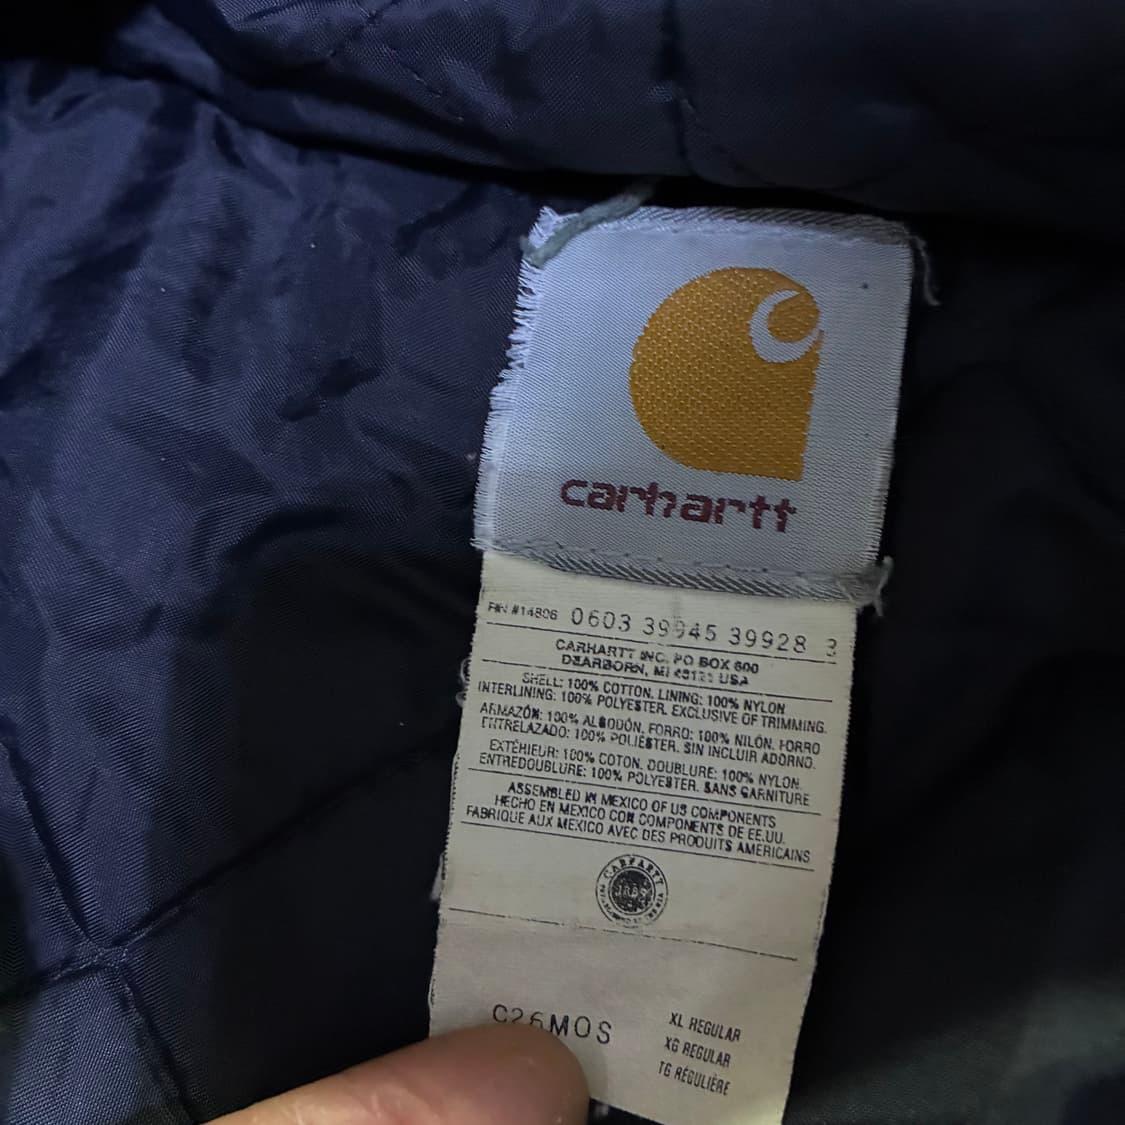 carhartt
RN #14806 0603 39945 39928 3
CARHARTT INC. PO BOX 600
DEARBORN, MI 48121 USA
SHELL: 100% COTTON. LINING: 100% NYLON
INTERLINING: 100% POLYESTER. EXCLUSIVE OF TRIMMING.
ARMAZÓN: 100% ALGODÓN. FORRO: 100% NILÓN. FORRO
ENTRELAZADO: 100% POLIÉSTER. SIN INCLUIR ADORNO.
EXTÉRIEUR: 100% COTON. DOUBLURE: 100% NYLON.
ENTREDOUBLURE: 100% POLYESTER. SANS GARNITURE
ASSEMBLED IN MEXICO OF US COMPONENTS
HECHO EN MEXICO CON COMPONENTS DE EE.UU.
FABRIQUE AUX MEXICO AVEC DES PRODUITS AMERICAINS
CARHARTT
C26MOS
XL REGULAR
XG REGULAR
TG RÉGULIÈRE